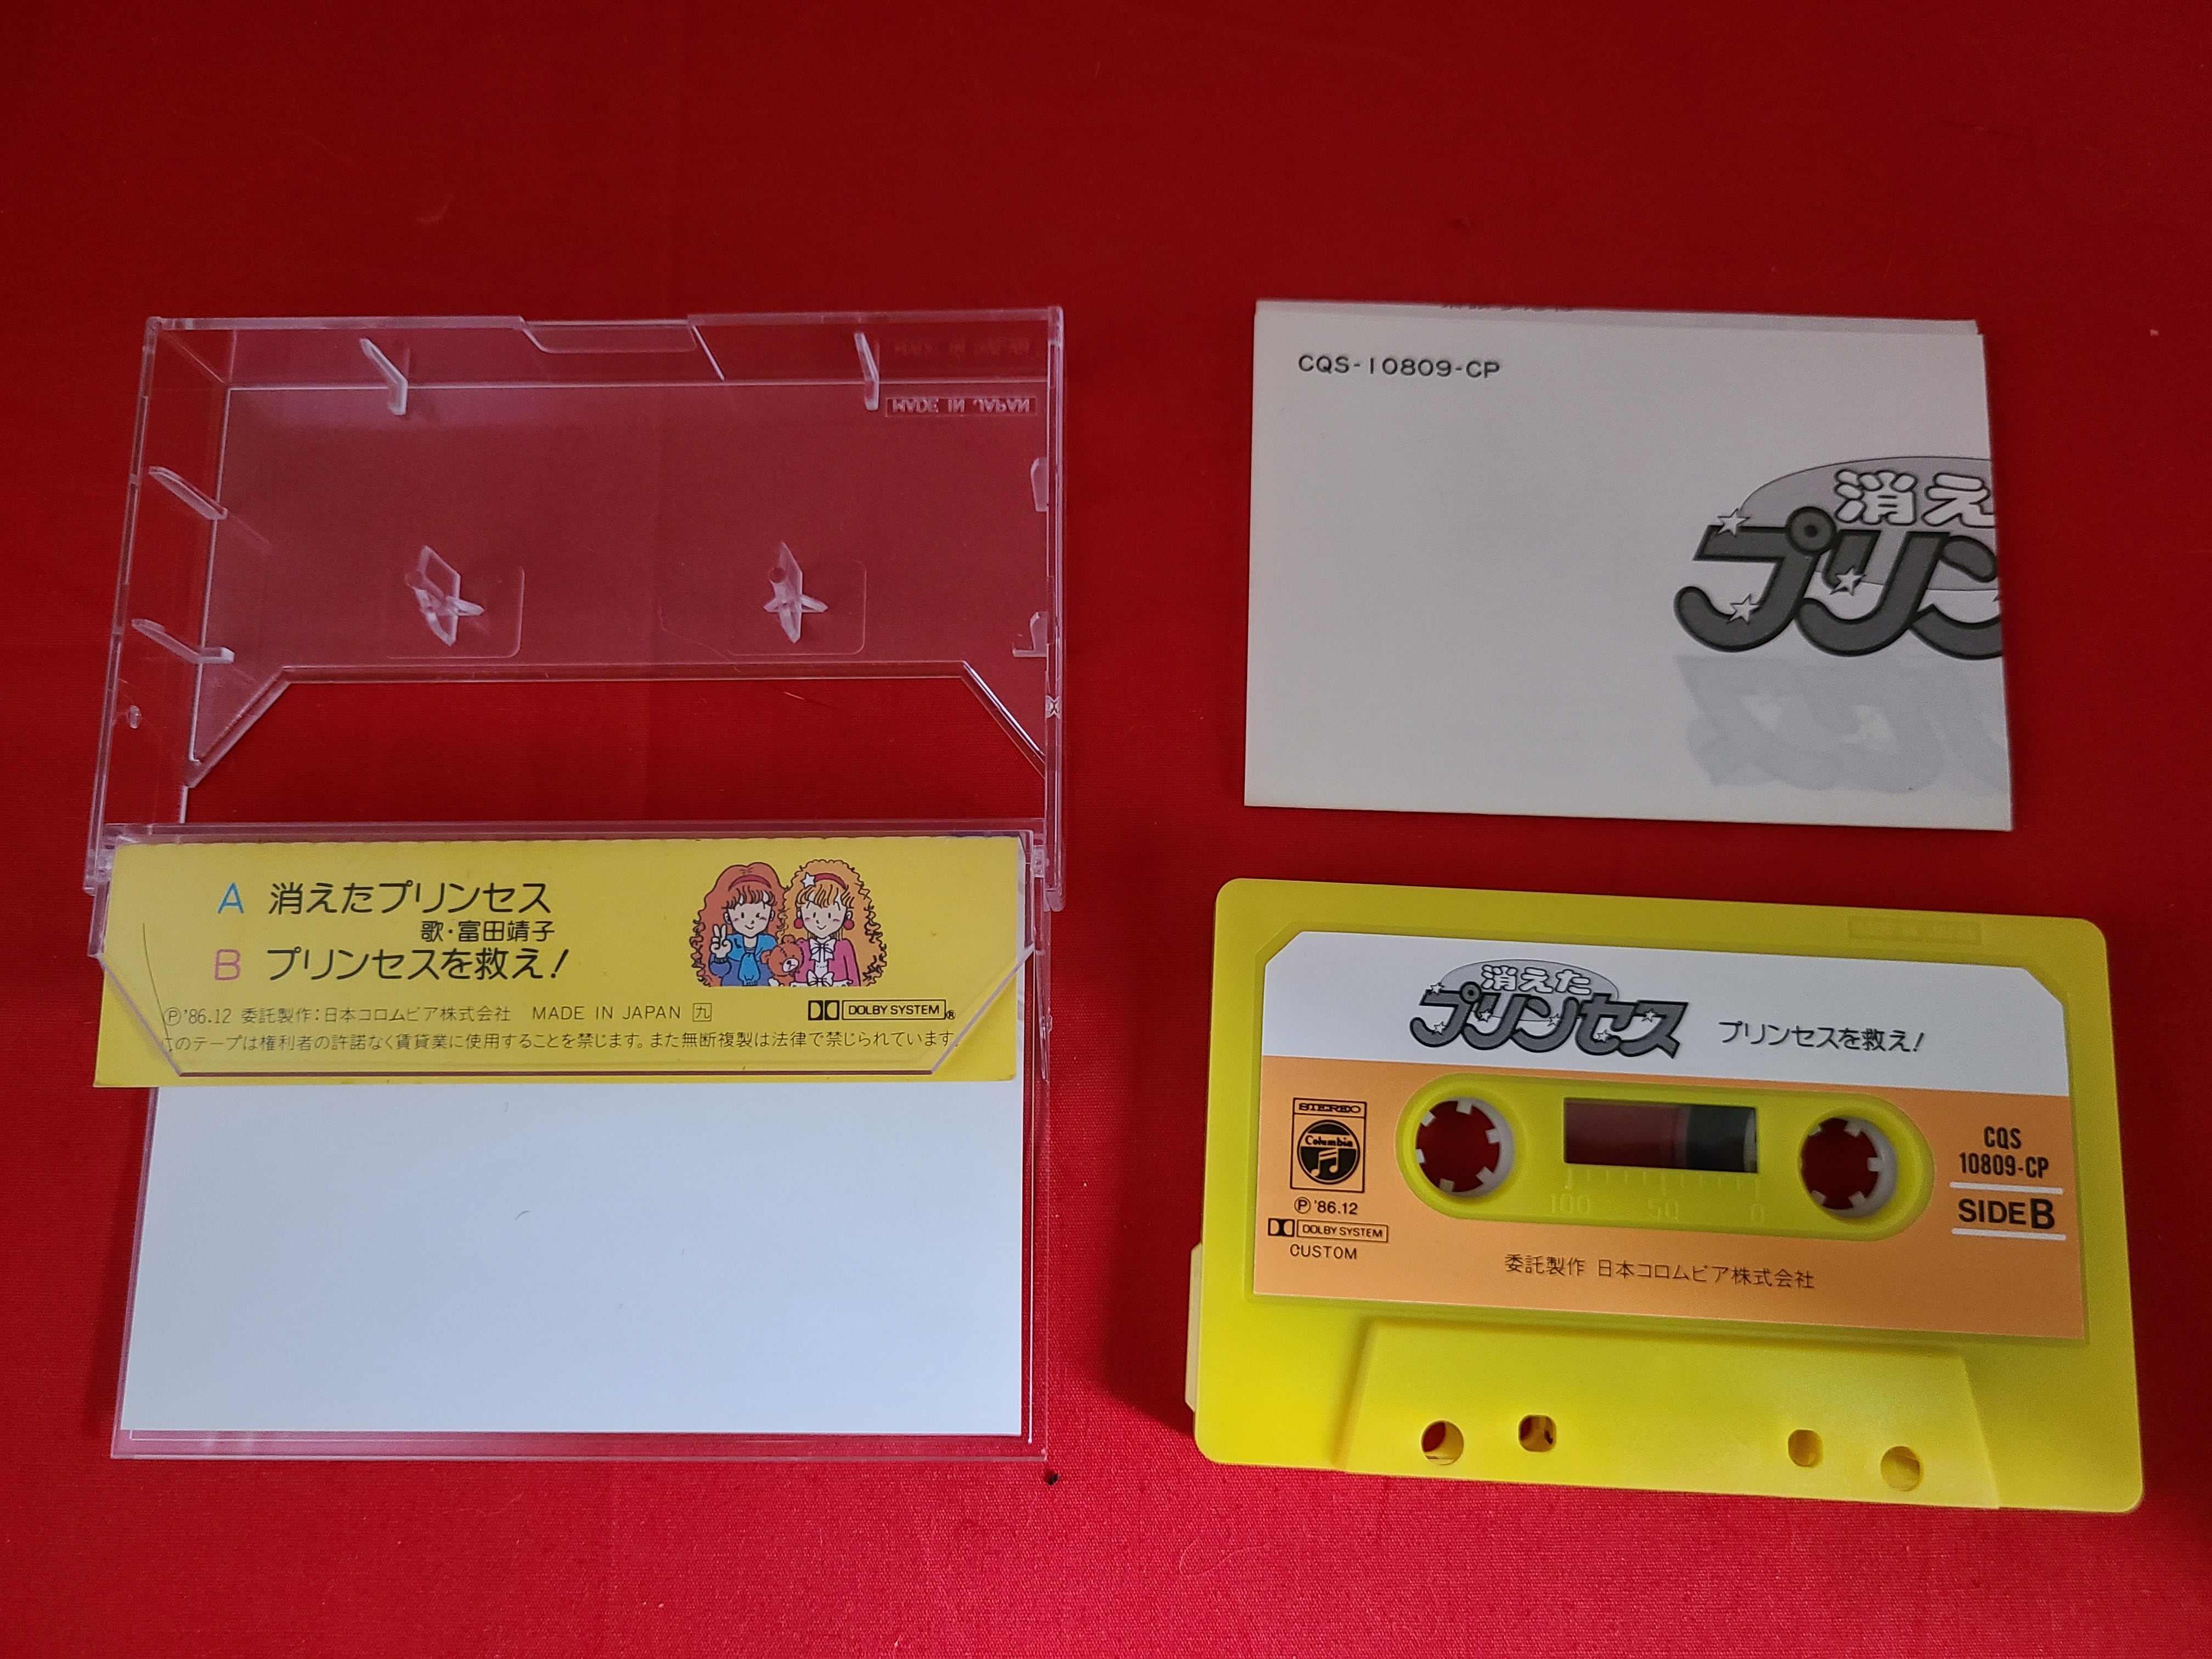 MADE IN JAPAN
A 消えたプリンセス
歌・富田靖子
B プリンセスを救え!
Ⓟ'86.12 委託製作:日本コロムビア株式会社 MADE IN JAPAN 九
DOLBY SYSTEM®
このテープは権利者の許諾なく賃貸業に使用することを禁じます。また無断複製は法律で禁じられています。
CQS-10809-CP
消え
プリン
消えた
プリンセス
プリンセスを救え!
STEREO
Columbia
Ⓟ '86.12
DOLBY SYSTEM
CUSTOM
100 50 0
CQS
10809-CP
SIDE B
委託製作 日本コロムビア株式会社